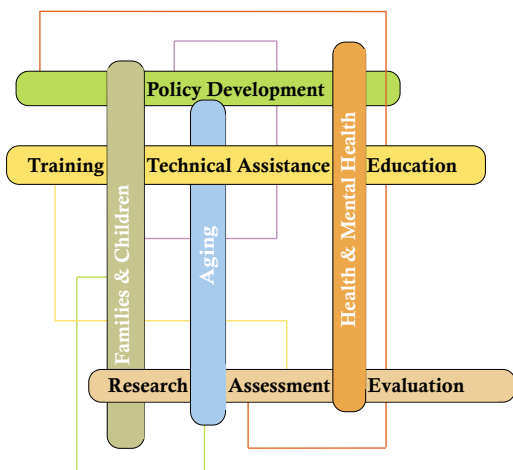 Policy Development
Training Technical Assistance Education
Families & Children
Aging
Health & Mental Health
Research Assessment Evaluation